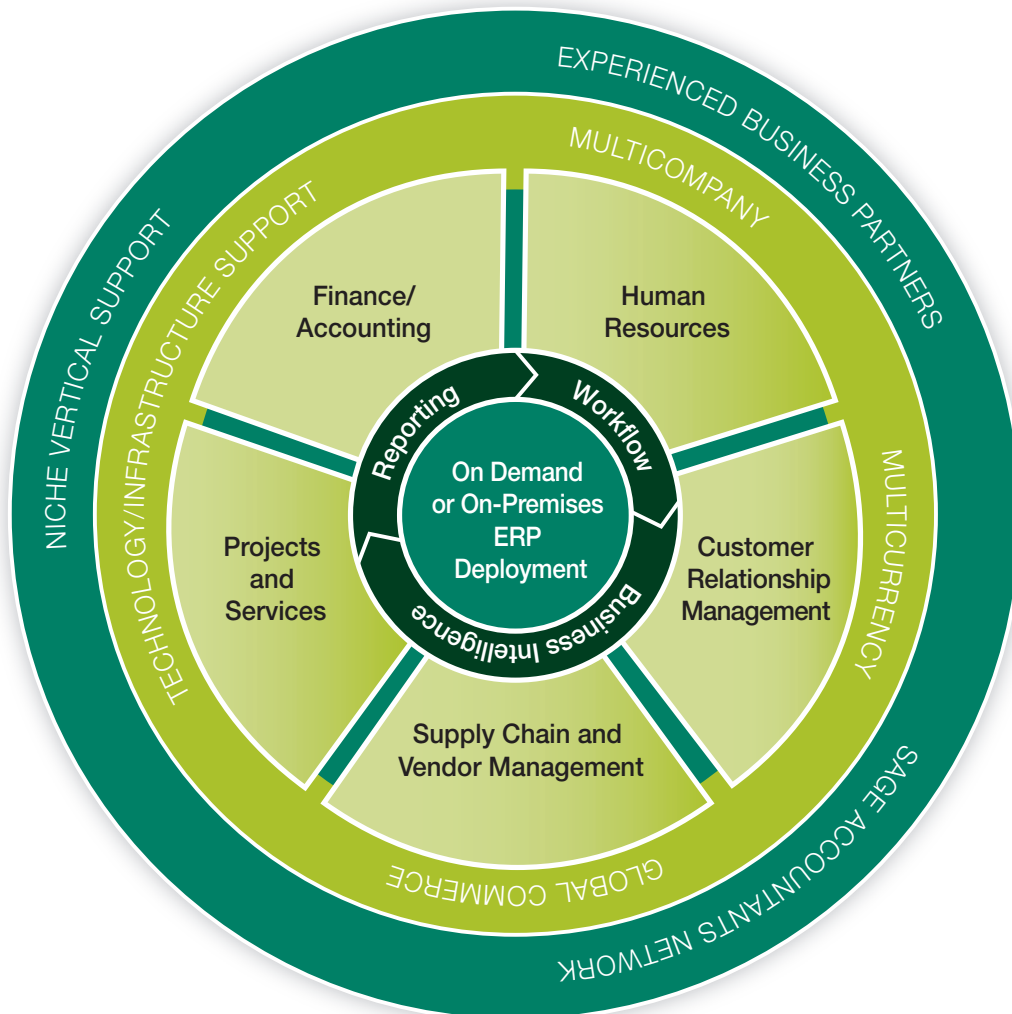 EXPERIENCED BUSINESS PARTNERS
SAGE ACCOUNTANTS NETWORK
NICHE VERTICAL SUPPORT
TECHNOLOGY/INFRASTRUCTURE SUPPORT
MULTICOMPANY
MULTICURRENCY
GLOBAL COMMERCE
Finance/
Accounting
Human
Resources
Customer
Relationship
Management
Supply Chain and
Vendor Management
Projects
and
Services
Reporting
Workflow
Business Intelligence
On Demand
or On-Premises
ERP
Deployment